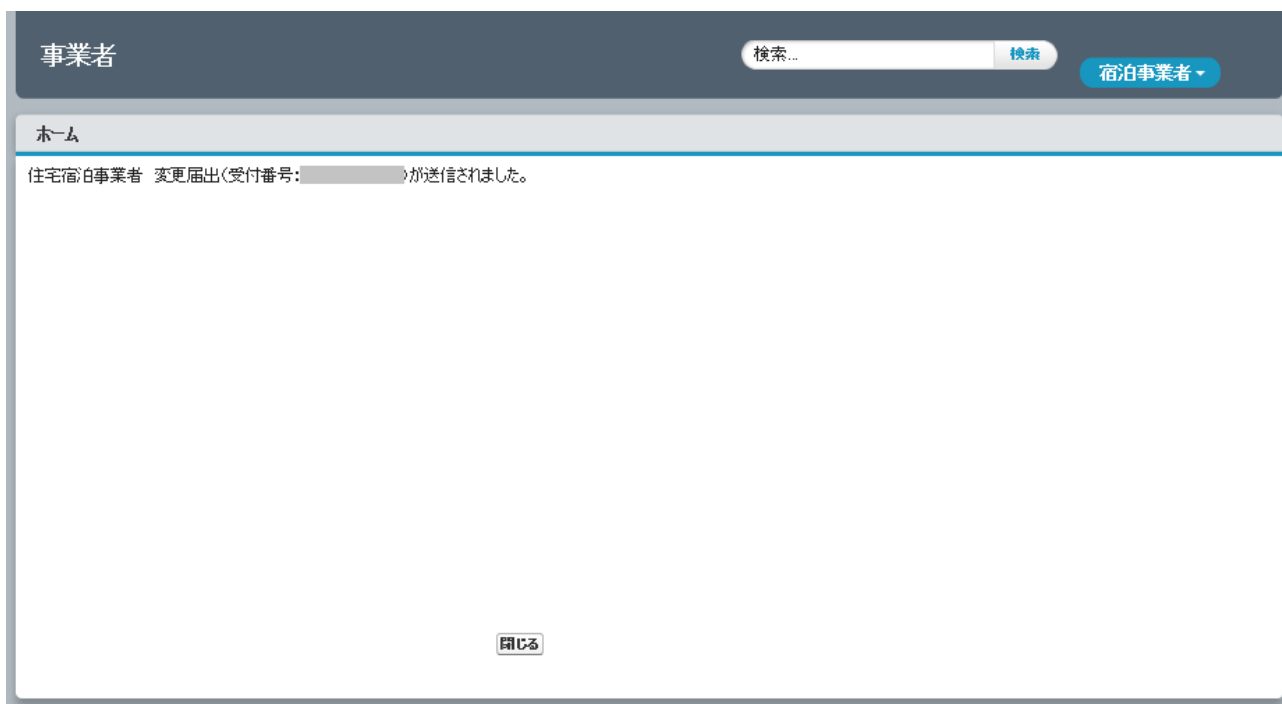 事業者
検索...
検索
宿泊事業者
ホーム
住宅宿泊事業者　変更届出(受付番号:)が送信されました。
閉じる